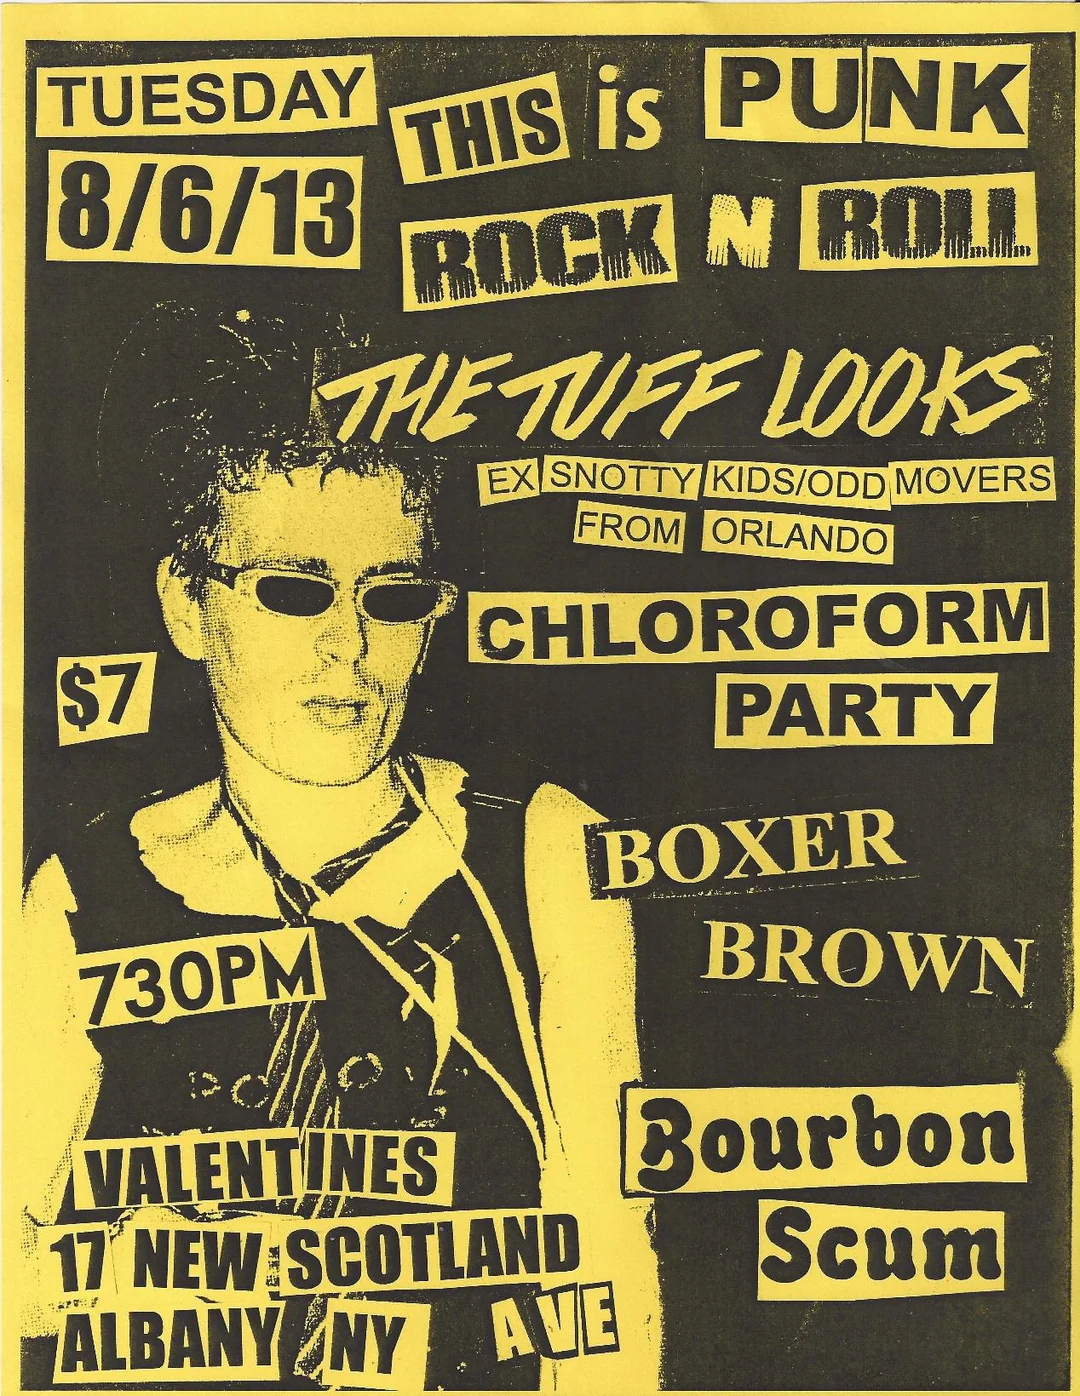 TUESDAY
8/6/13
THIS is PUNK
ROCK N ROLL
THE TUFF LOOKS
EX SNOTTY KIDS/ODD MOVERS
FROM ORLANDO
CHLOROFORM
PARTY
$7
BOXER
BROWN
730PM
Bourbon
Scum
VALENTINES
17 NEW SCOTLAND
AVE
ALBANY NY